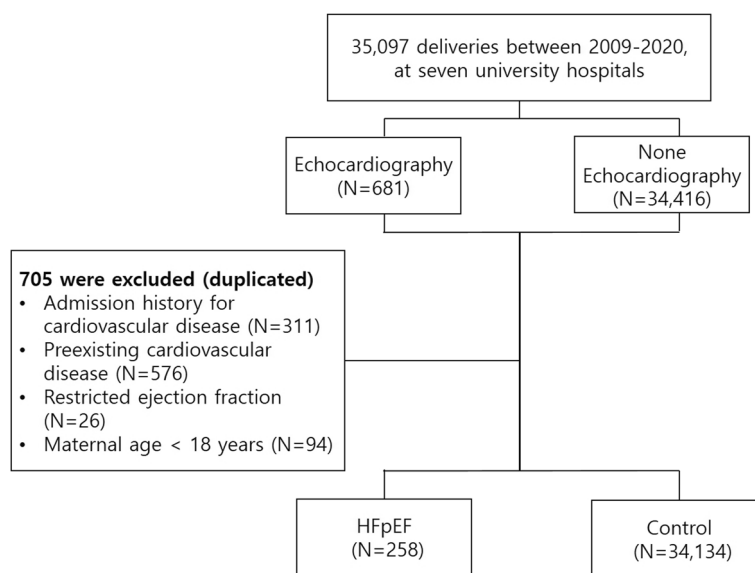 35,097 deliveries between 2009-2020,
at seven university hospitals
Echocardiography
(N=681)
None
Echocardiography
(N=34,416)
705 were excluded (duplicated)
• Admission history for
cardiovascular disease (N=311)
• Preexisting cardiovascular
disease (N=576)
• Restricted ejection fraction
(N=26)
• Maternal age < 18 years (N=94)
HFpEF
(N=258)
Control
(N=34,134)